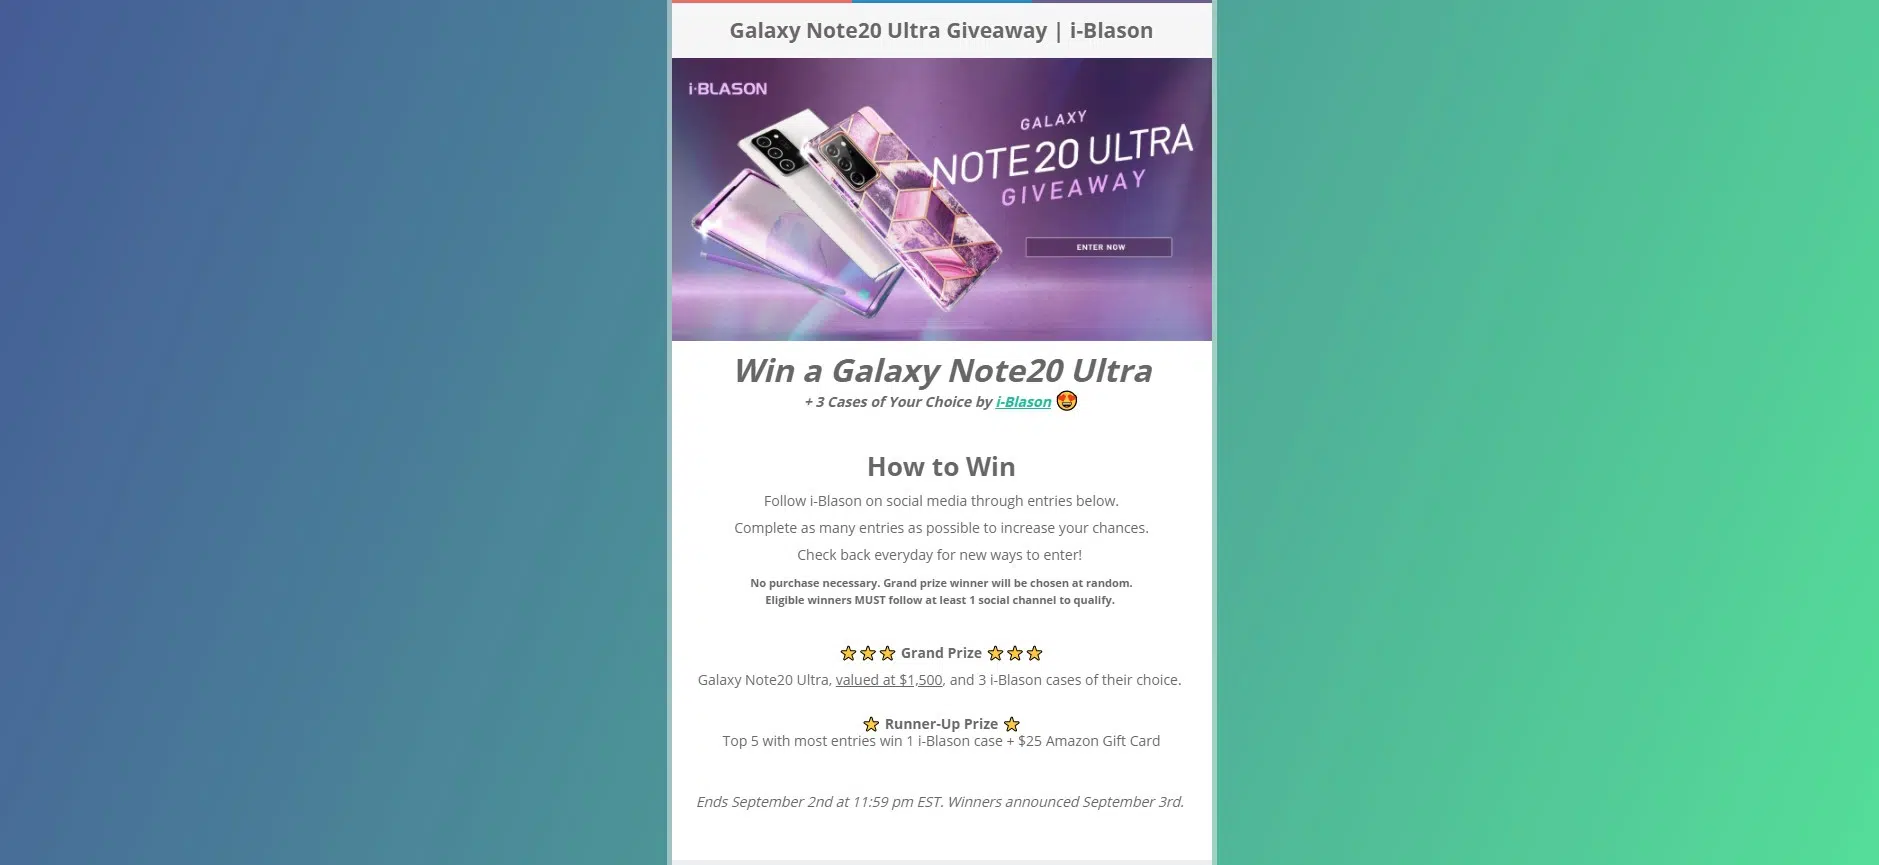 Galaxy Note20 Ultra Giveaway | i-Blason
i·BLASON
GALAXY
NOTE20 ULTRA
GIVEAWAY
ENTER NOW
Win a Galaxy Note20 Ultra
+ 3 Cases of Your Choice by i-Blason 😍
How to Win
Follow i-Blason on social media through entries below.
Complete as many entries as possible to increase your chances.
Check back everyday for new ways to enter!
No purchase necessary. Grand prize winner will be chosen at random.
Eligible winners MUST follow at least 1 social channel to qualify.
⭐⭐⭐ Grand Prize ⭐⭐⭐
Galaxy Note20 Ultra, valued at $1,500, and 3 i-Blason cases of their choice.
⭐ Runner-Up Prize ⭐
Top 5 with most entries win 1 i-Blason case + $25 Amazon Gift Card
Ends September 2nd at 11:59 pm EST. Winners announced September 3rd.